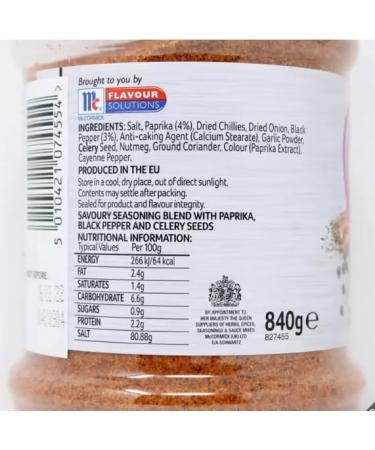 Brought to you by
Mc FLAVOUR
McCORMICK SOLUTIONS
INGREDIENTS: Salt, Paprika (4%), Dried Chillies, Dried Onion, Black
Pepper (3%), Anti-caking Agent (Calcium Stearate), Garlic Powder,
Celery Seed, Nutmeg, Ground Coriander, Colour (Paprika Extract),
Cayenne Pepper.
PRODUCED IN THE EU
Store in a cool, dry place, out of direct sunlight.
Contents may settle after packing.
Sealed for product and flavour integrity.
SAVOURY SEASONING BLEND WITH PAPRIKA,
BLACK PEPPER AND CELERY SEEDS
NUTRITIONAL INFORMATION:
Typical Values Per 100g
ENERGY 266 kJ/64 kcal
FAT 2.4g
SATURATES 1.4g
CARBOHYDRATE 6.6g
SUGARS 0.9g
PROTEIN 2.2g
SALT 80.88g
BY APPOINTMENT TO
HER MAJESTY THE QUEEN
SUPPLIERS OF HERBS, SPICES,
SEASONINGS & SAUCE MIXES
McCORMICK (UK) LTD
T/A SCHWARTZ
840g e
827455
5 010421 074554